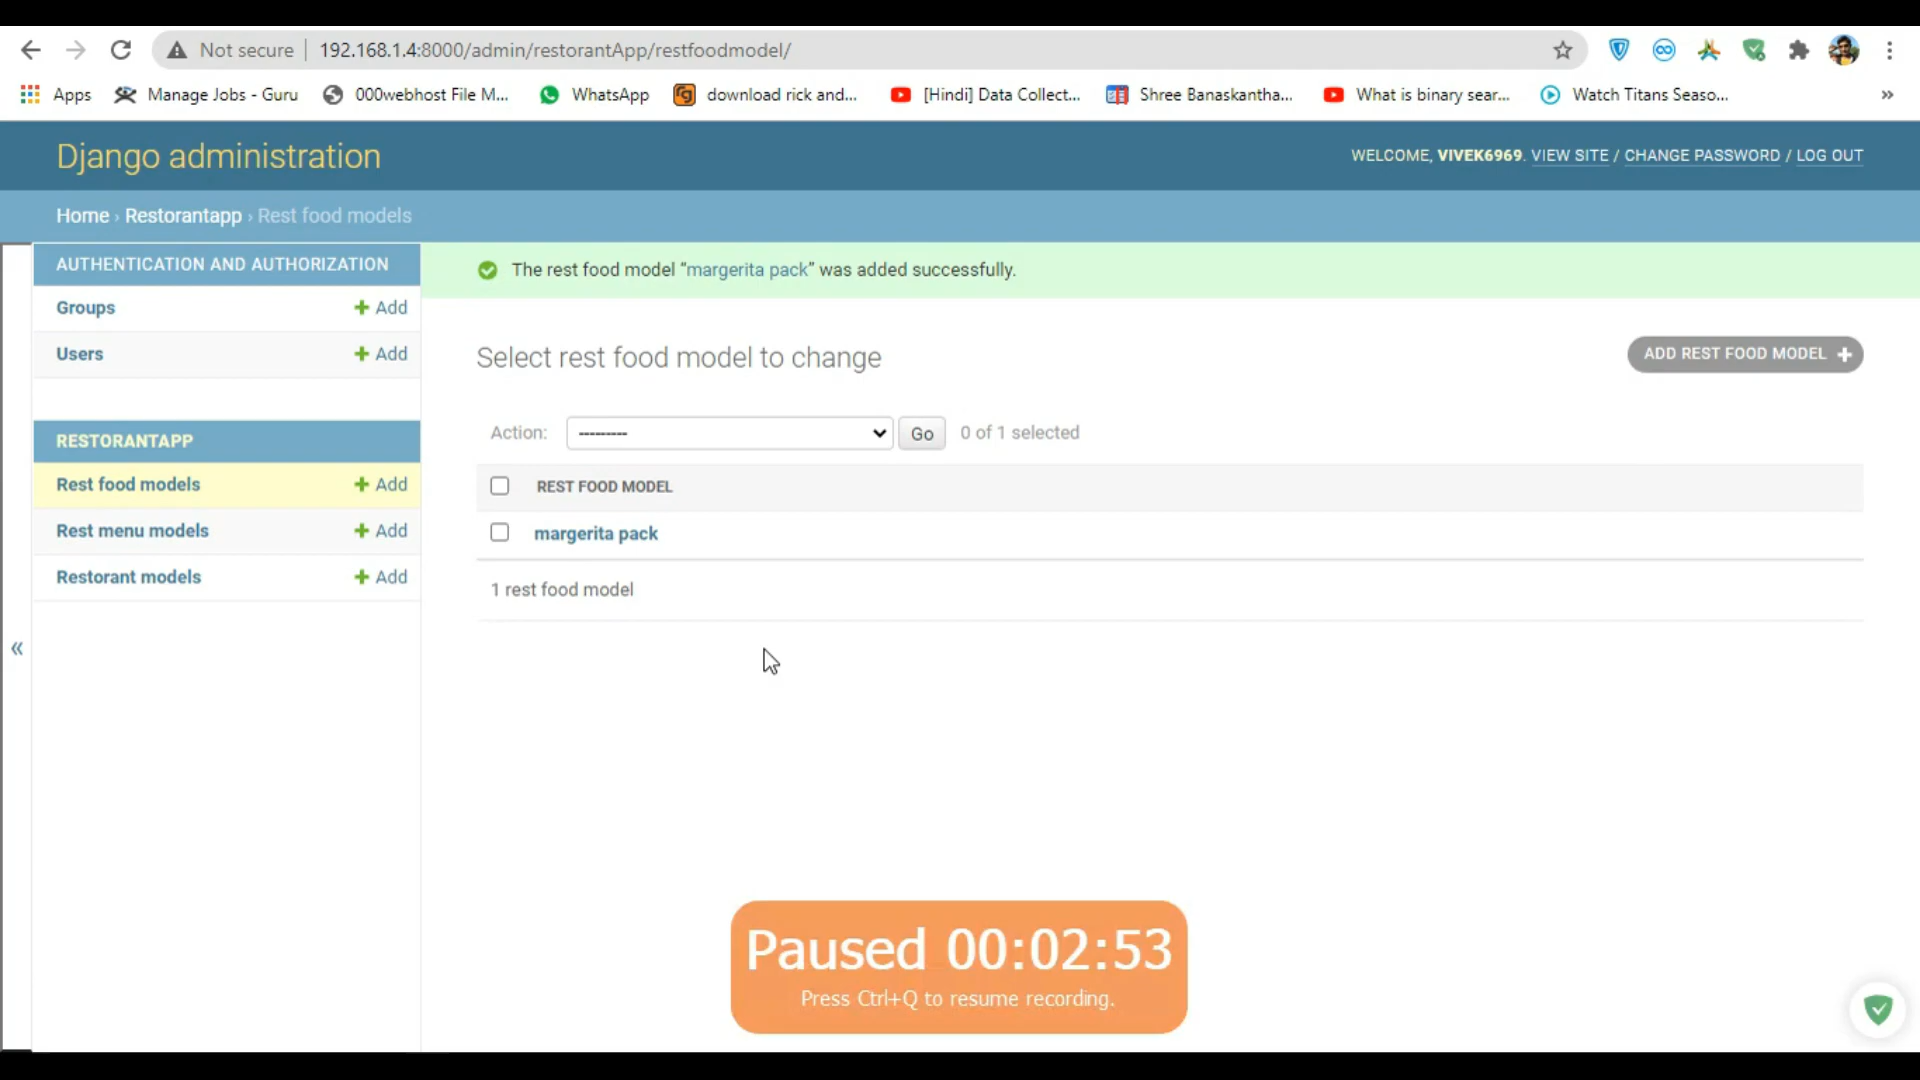 Not secure 192.168.1.4:8000/admin/restorantApp/restfoodmodel/
Apps Manage Jobs - Guru 000webhost File M... WhatsApp download rick and... [Hindi] Data Collect... Shree Banaskantha... What is binary sear... Watch Titans Seaso... »
Django administration
WELCOME, VIVEK6969. VIEW SITE / CHANGE PASSWORD / LOG OUT
Home › Restorantapp › Rest food models
AUTHENTICATION AND AUTHORIZATION
Groups + Add
Users + Add
RESTORANTAPP
Rest food models + Add
Rest menu models + Add
Restorant models + Add
«
The rest food model “margerita pack” was added successfully.
Select rest food model to change
ADD REST FOOD MODEL +
Action: --------- Go 0 of 1 selected
REST FOOD MODEL
margerita pack
1 rest food model
Paused 00:02:53
Press Ctrl+Q to resume recording.